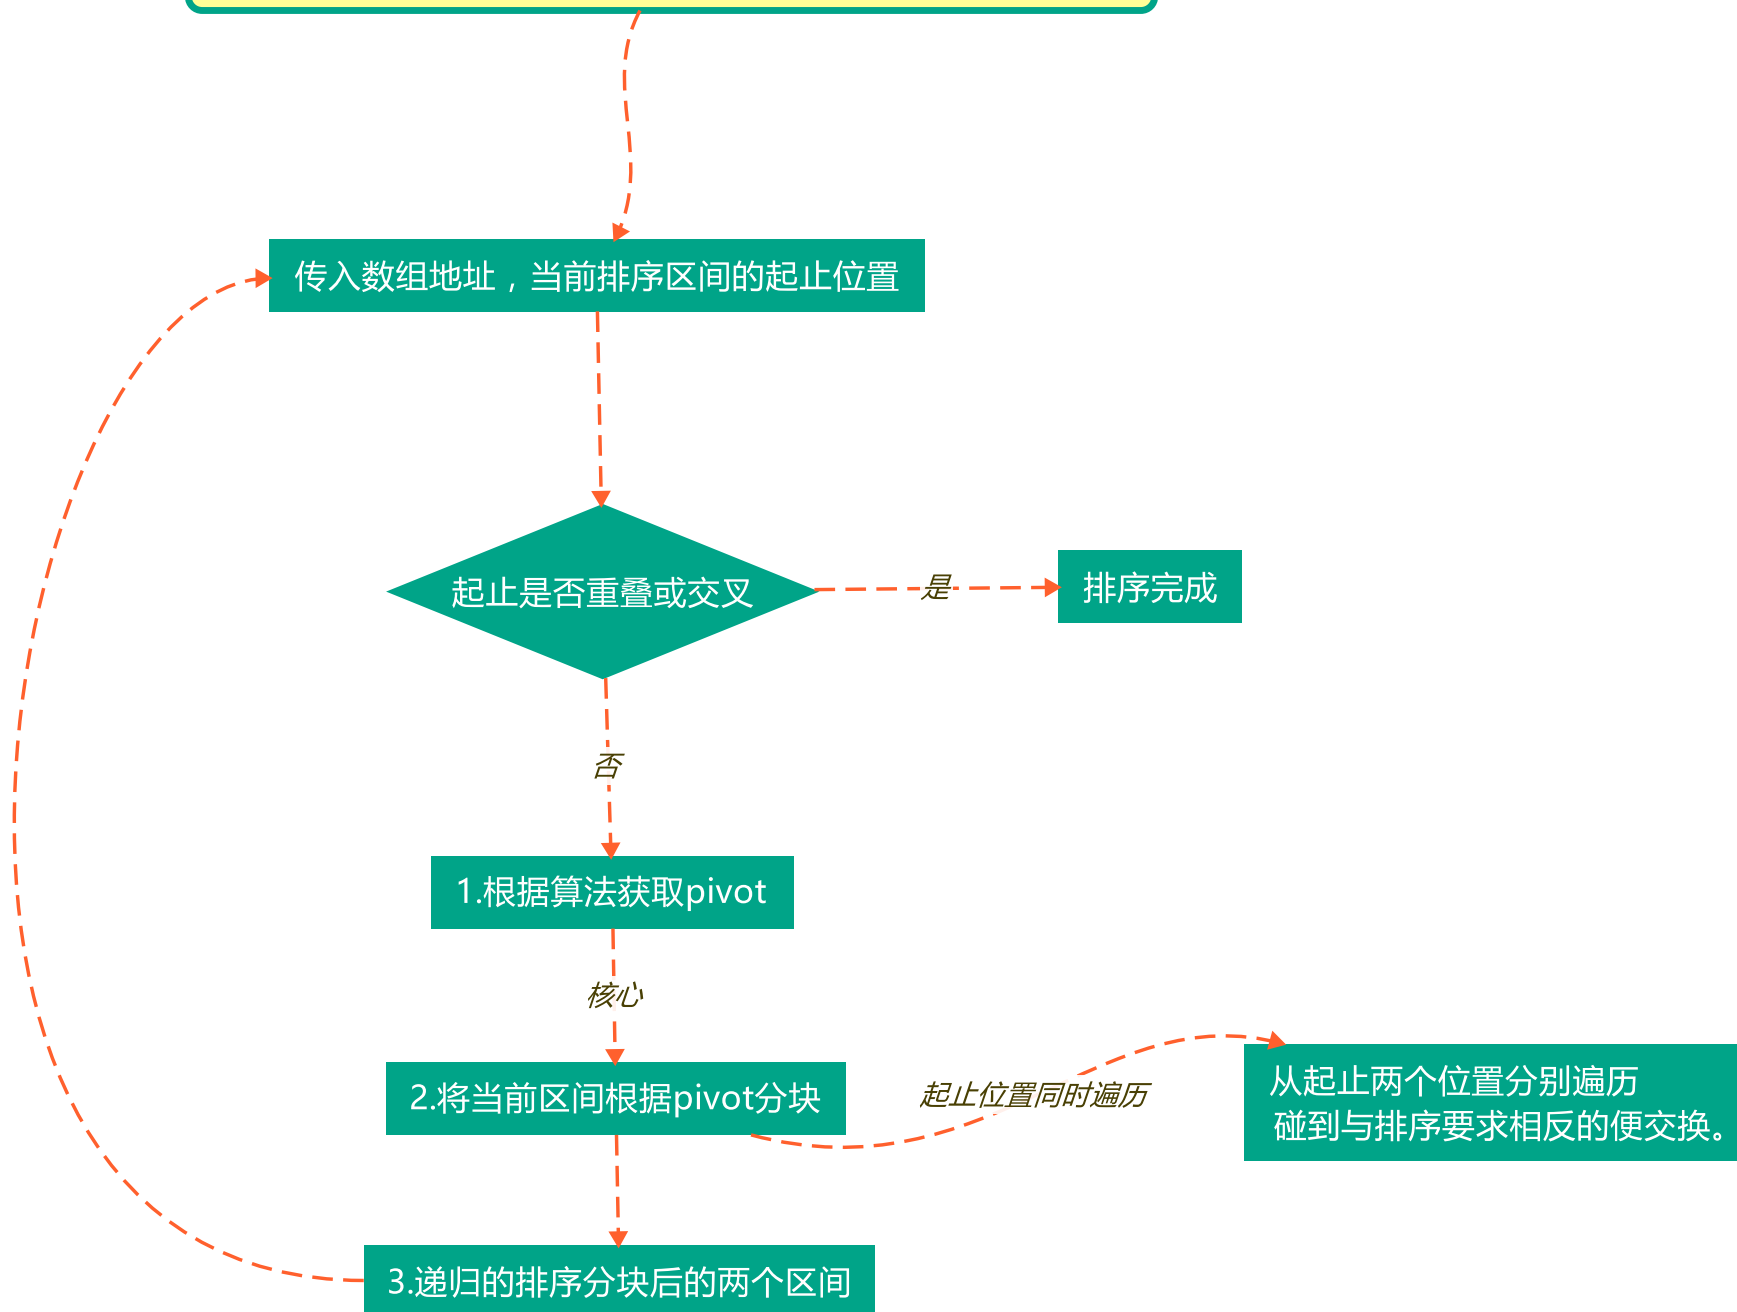 传入数组地址，当前排序区间的起止位置
起止是否重叠或交叉
是
排序完成
否
1.根据算法获取pivot
核心
2.将当前区间根据pivot分块
起止位置同时遍历
从起止两个位置分别遍历
碰到与排序要求相反的便交换。
3.递归的排序分块后的两个区间